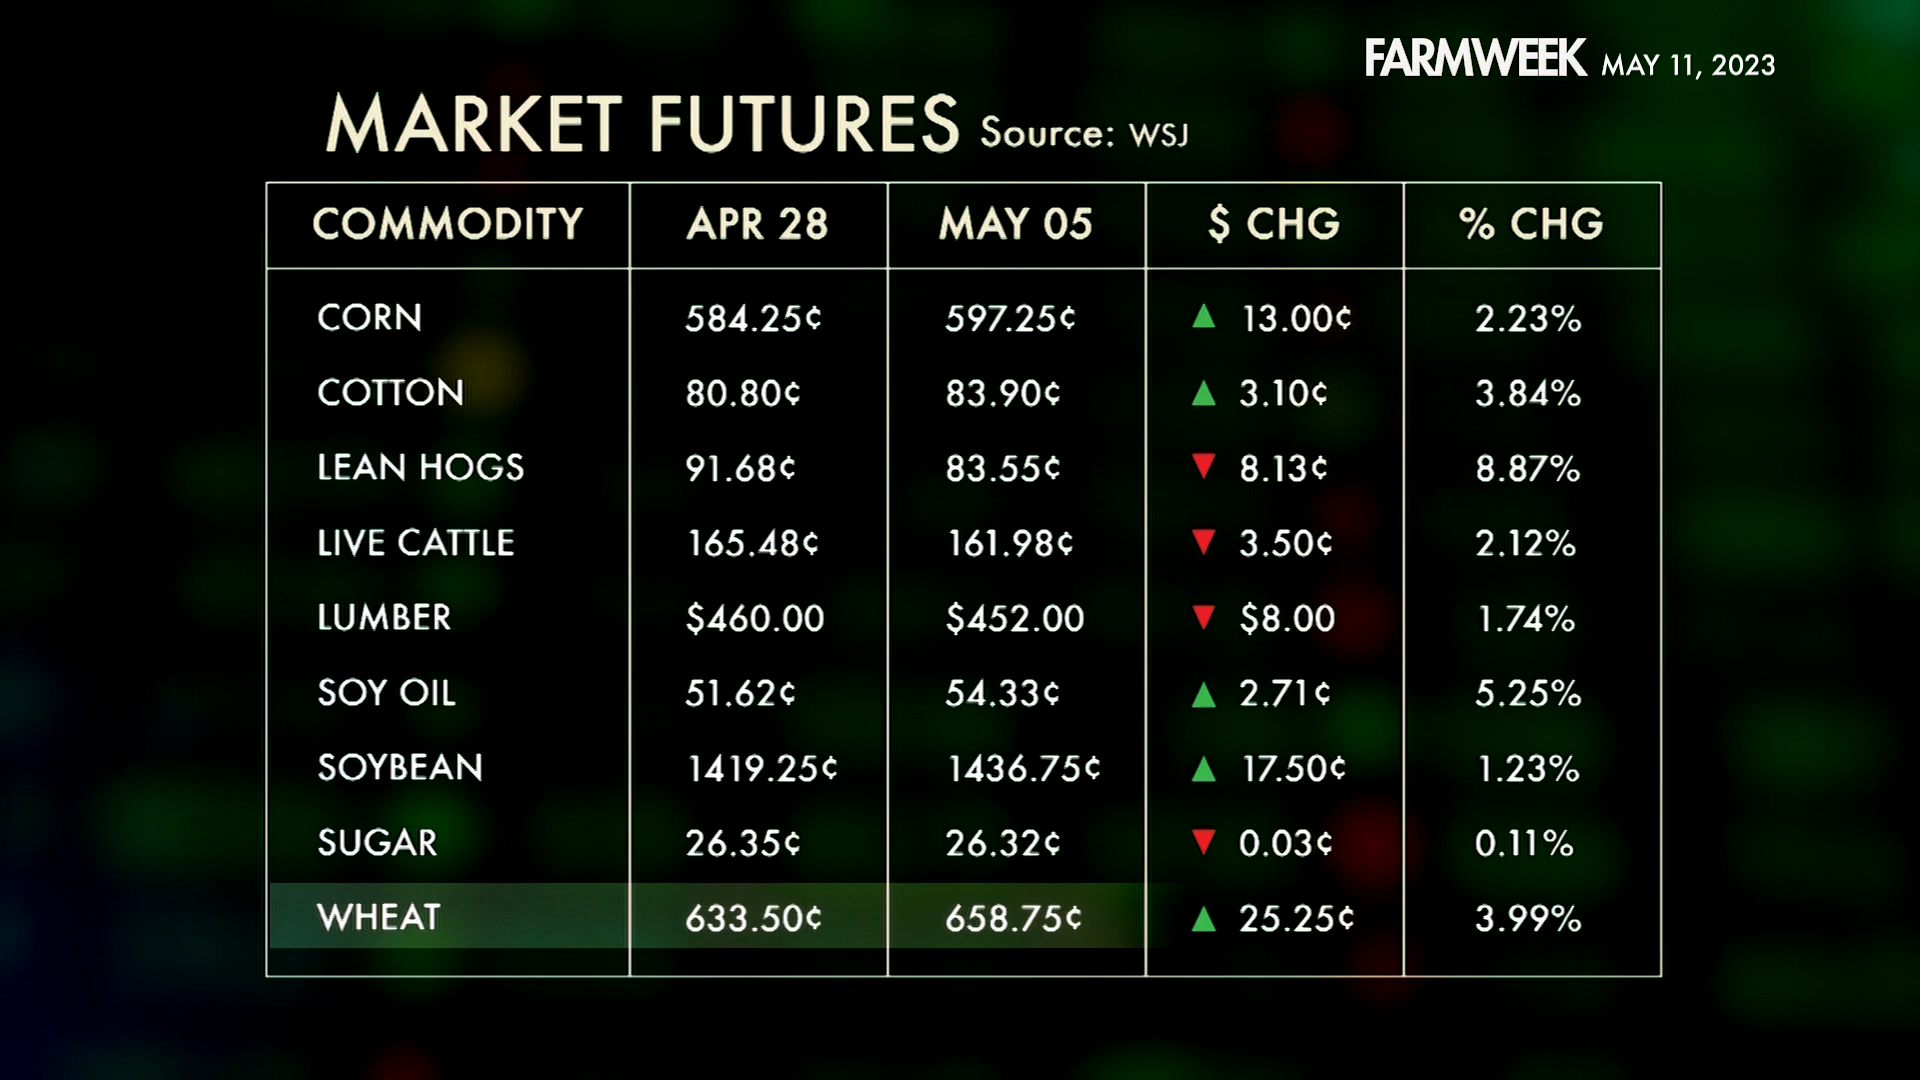 FARMWEEK MAY 11, 2023
MARKET FUTURES Source: WSJ
COMMODITY APR 28 MAY 05 $ CHG % CHG
CORN 584.25¢ 597.25¢ ▲ 13.00¢ 2.23%
COTTON 80.80¢ 83.90¢ ▲ 3.10¢ 3.84%
LEAN HOGS 91.68¢ 83.55¢ ▼ 8.13¢ 8.87%
LIVE CATTLE 165.48¢ 161.98¢ ▼ 3.50¢ 2.12%
LUMBER $460.00 $452.00 ▼ $8.00 1.74%
SOY OIL 51.62¢ 54.33¢ ▲ 2.71¢ 5.25%
SOYBEAN 1419.25¢ 1436.75¢ ▲ 17.50¢ 1.23%
SUGAR 26.35¢ 26.32¢ ▼ 0.03¢ 0.11%
WHEAT 633.50¢ 658.75¢ ▲ 25.25¢ 3.99%